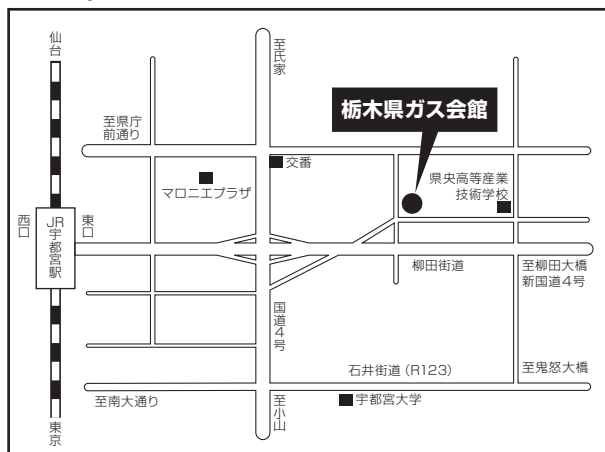 仙台
至氏家
栃木県ガス会館
至県庁
前通り
交番
マロニエプラザ
県央高等産業
技術学校
西口
JR宇都宮駅
東口
柳田街道
至柳田大橋
新国道4号
国道4号
石井街道(R123)
至鬼怒大橋
至南大通り
宇都宮大学
至小山
東京